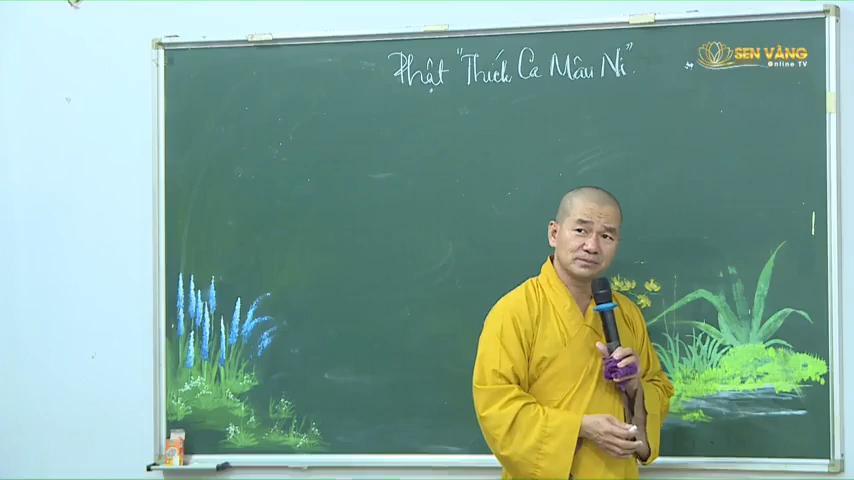 Phật "Thích Ca Mâu Ni"
SEN VÀNG
Online TV